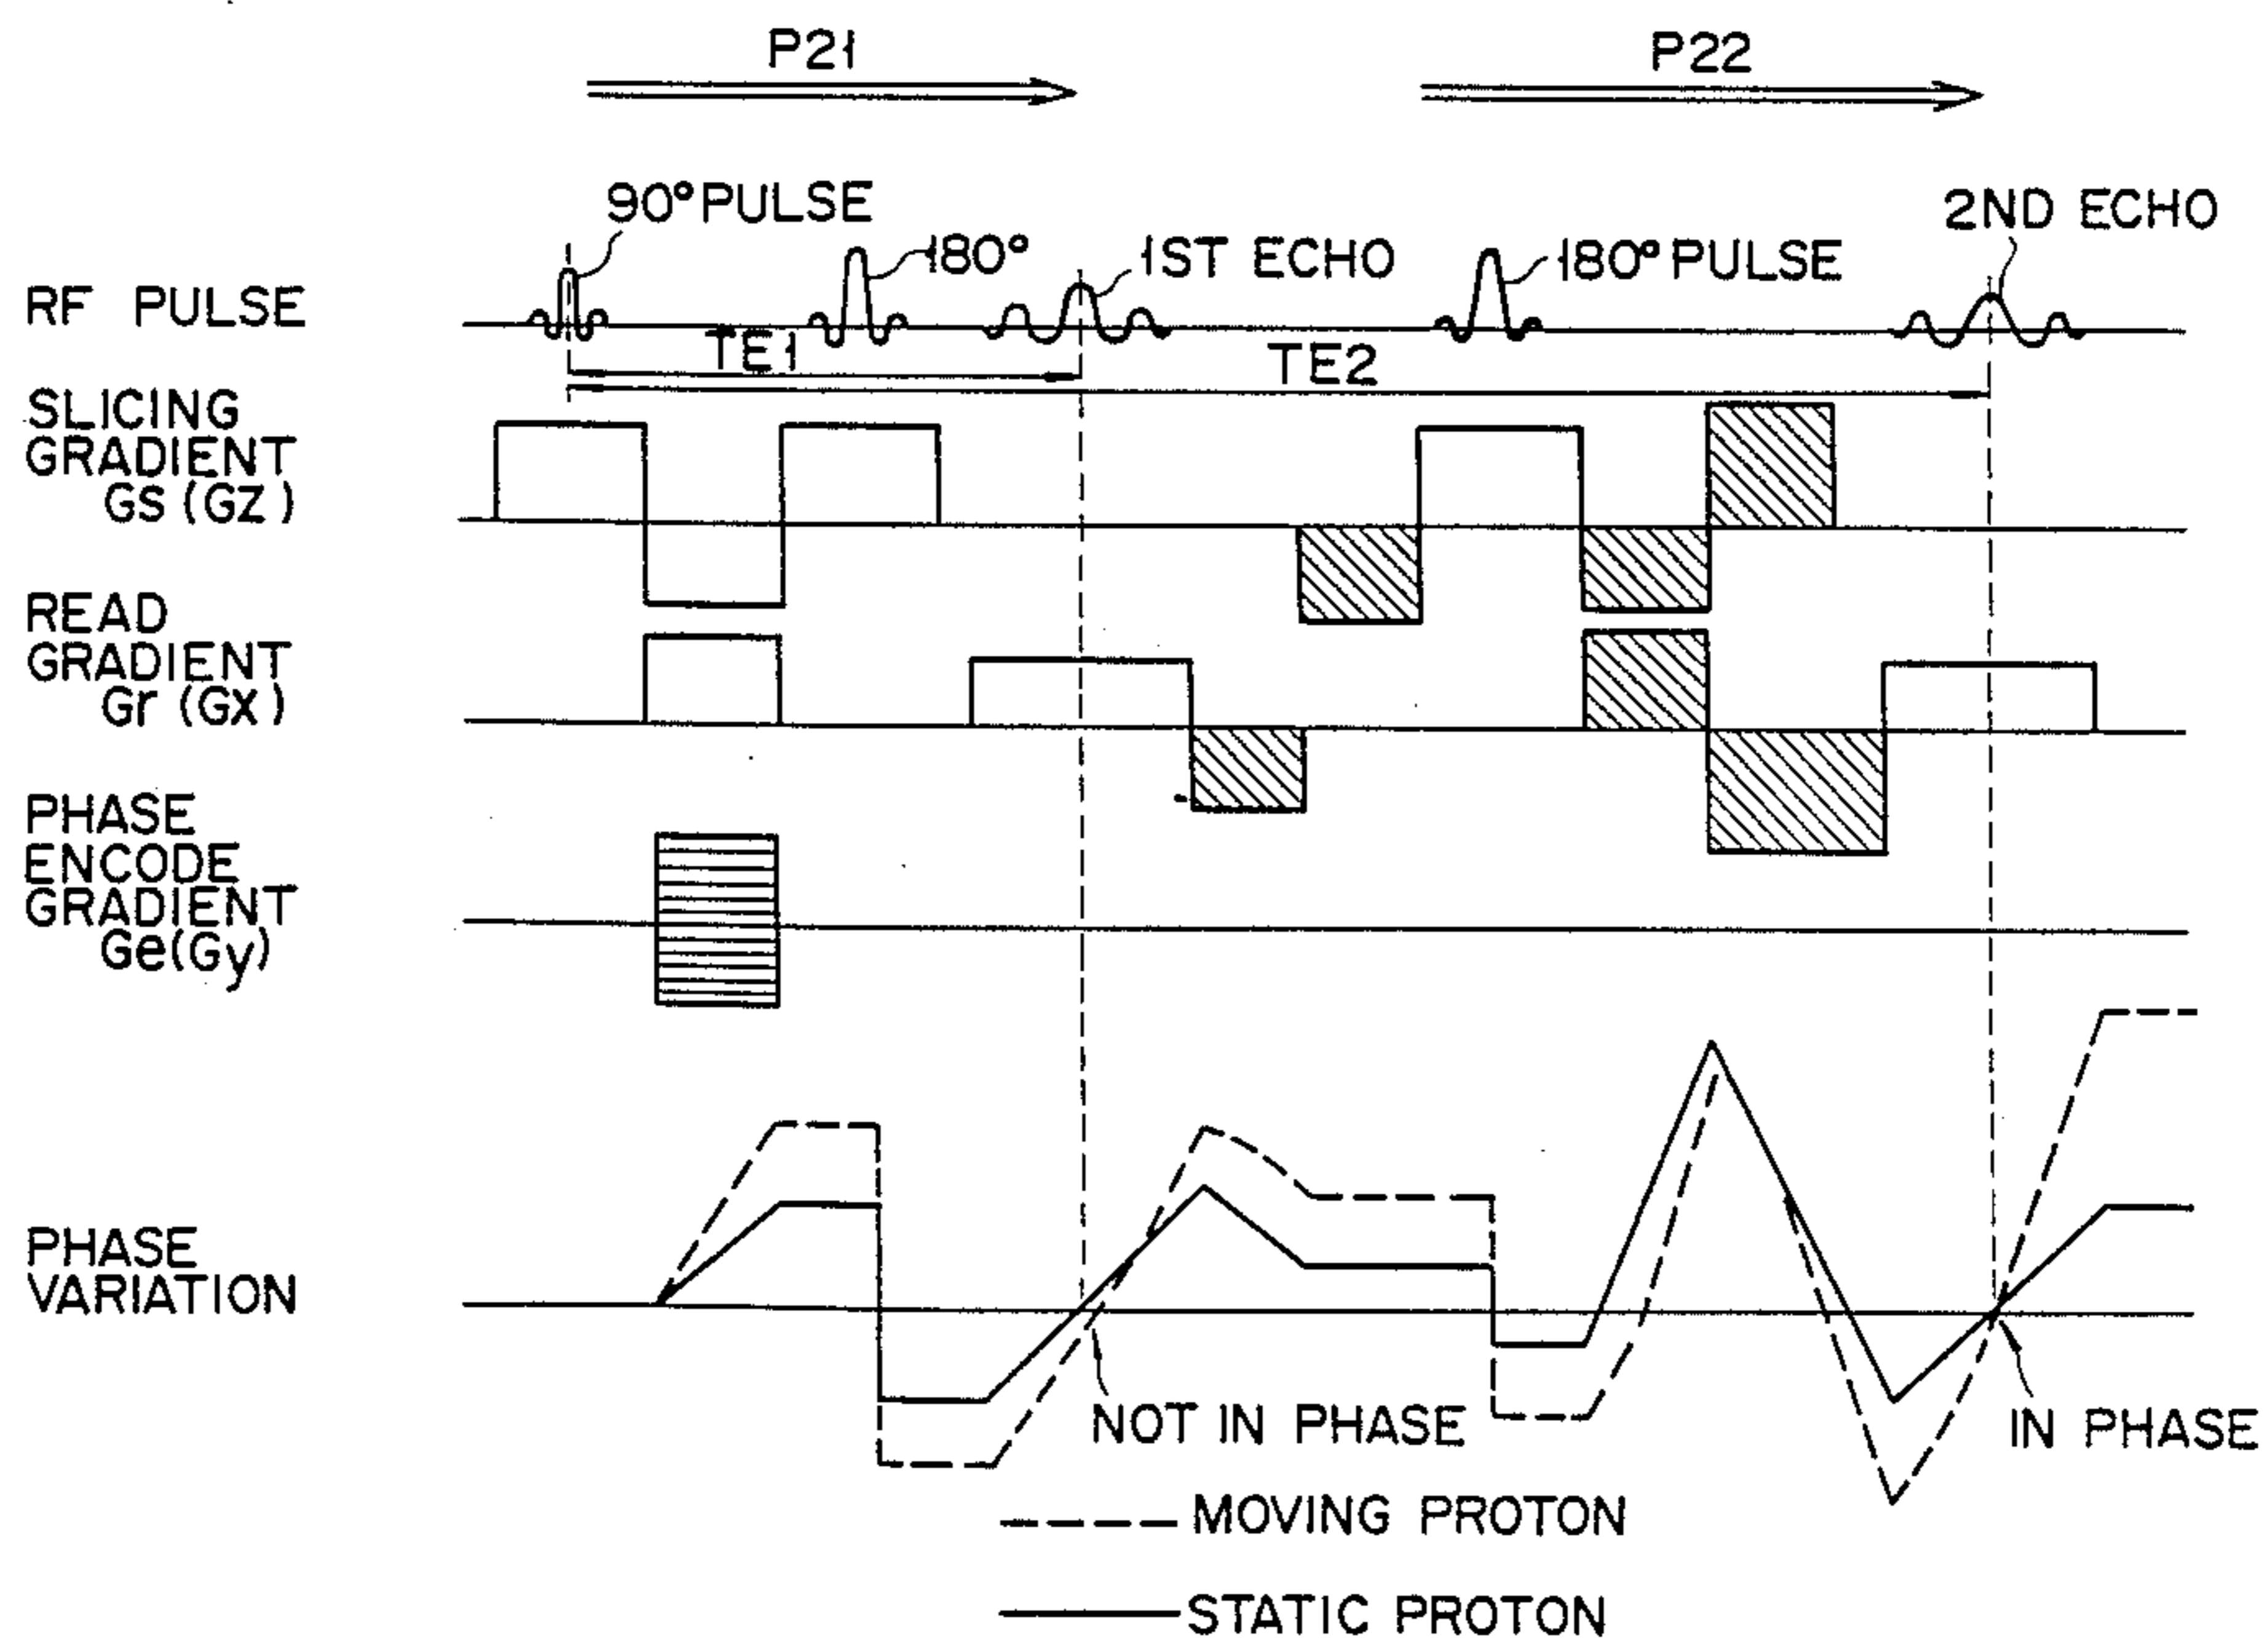 P21
P22
90° PULSE
180°
1ST ECHO
180° PULSE
2ND ECHO
RF PULSE
TE1
TE2
SLICING
GRADIENT
GS (GZ)
READ
GRADIENT
Gr (GX)
PHASE
ENCODE
GRADIENT
Ge(Gy)
PHASE
VARIATION
NOT IN PHASE
IN PHASE
MOVING PROTON
STATIC PROTON